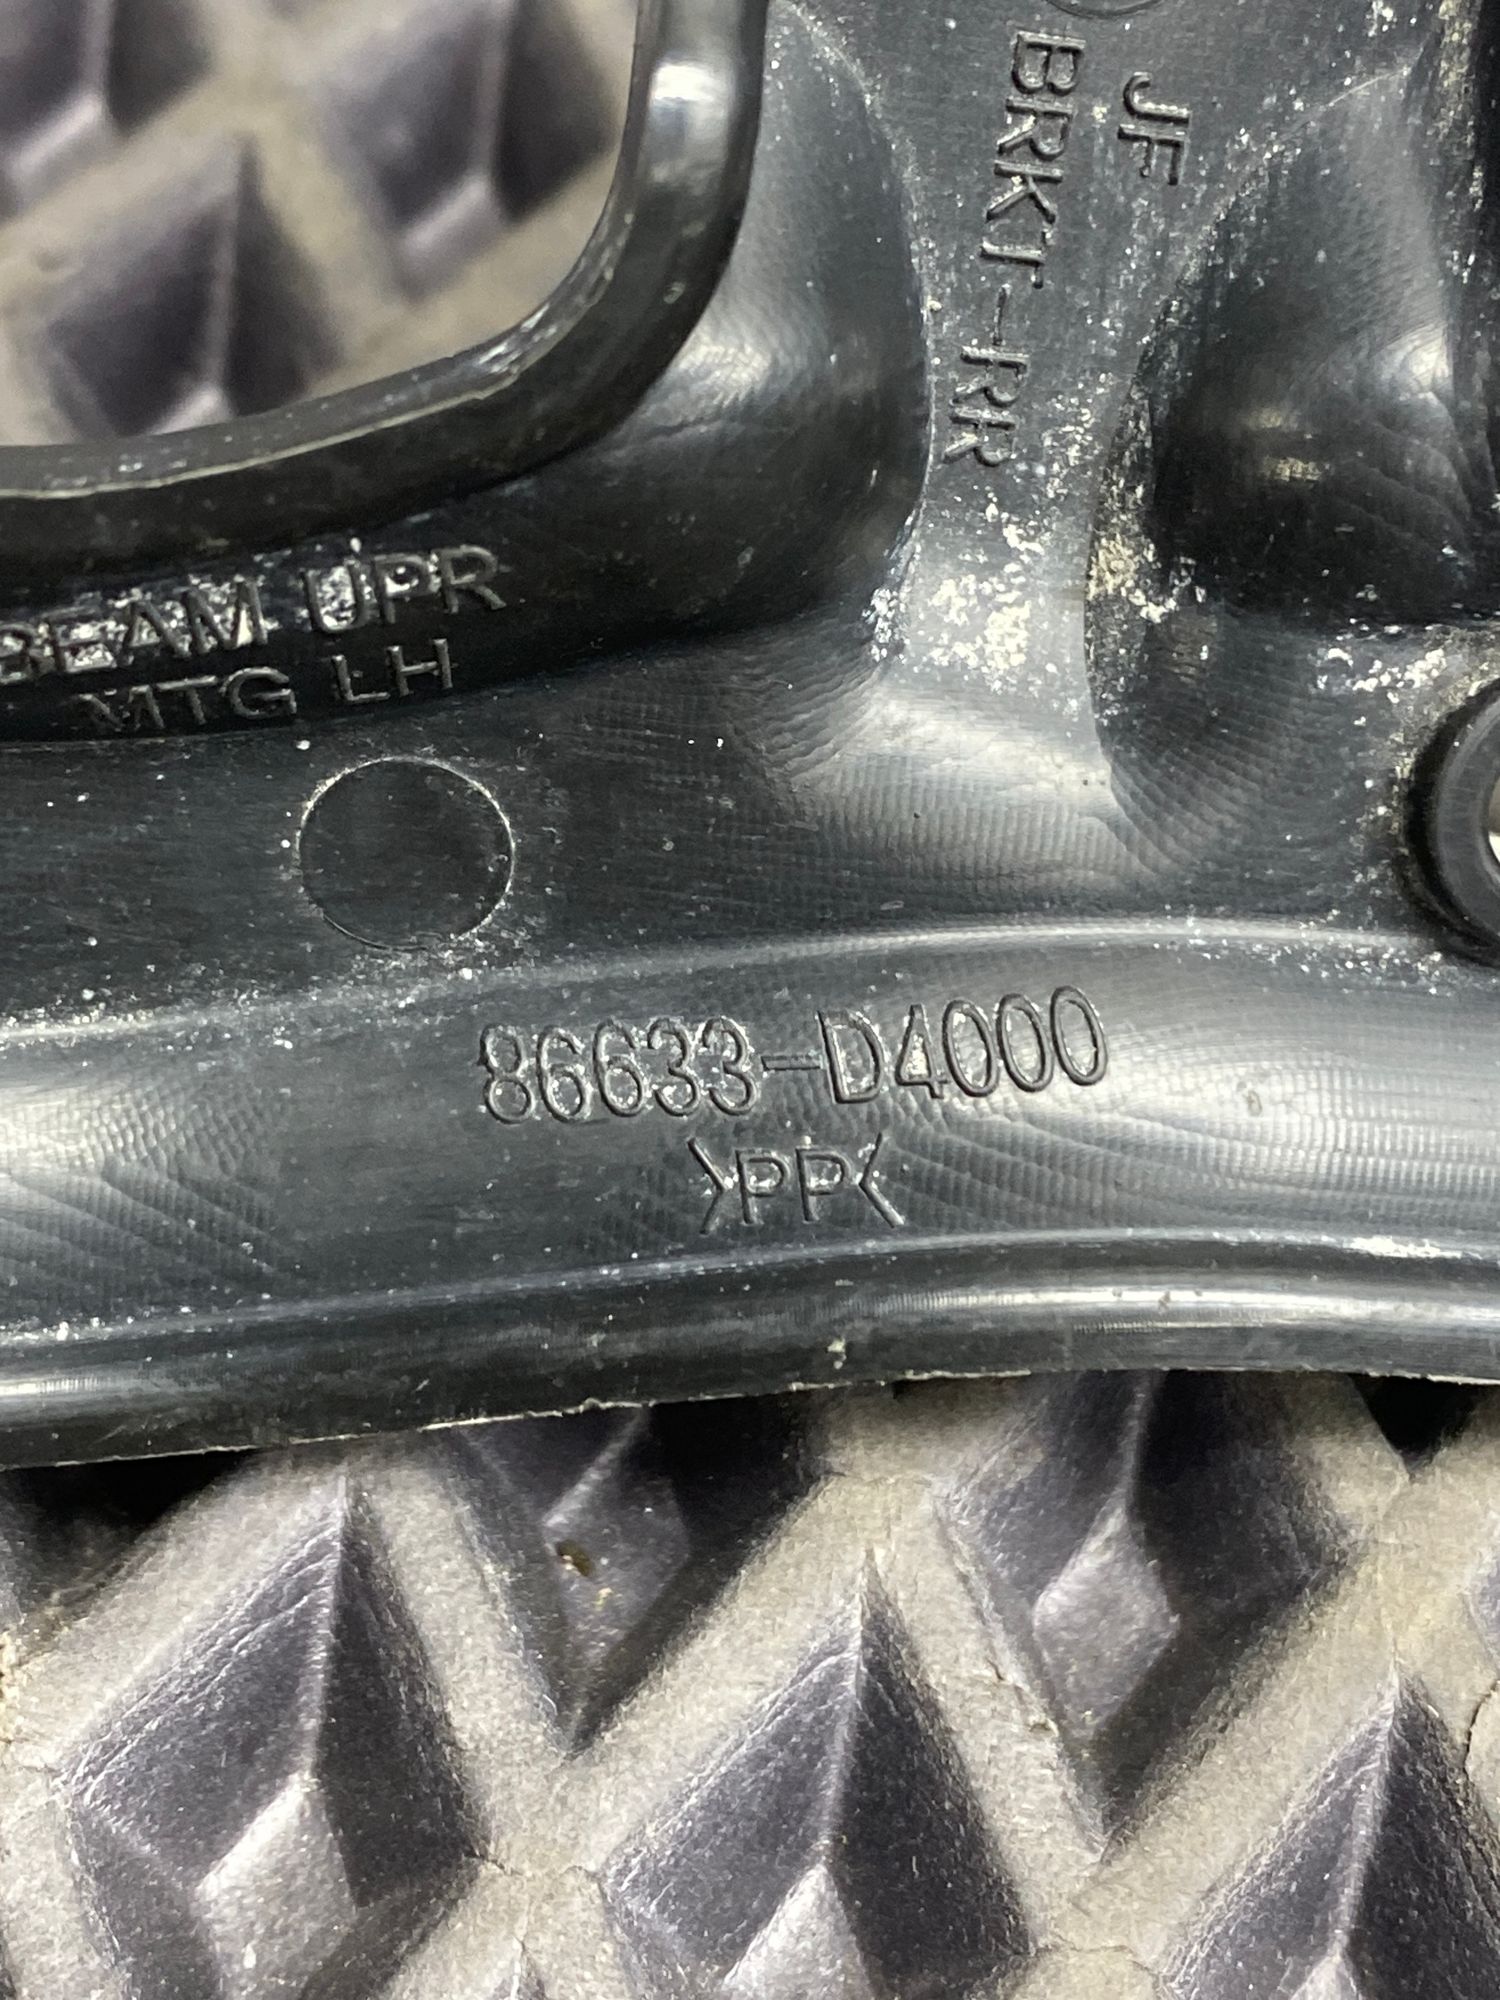 JF
BRKT-RR
BEAM UPR
MTG LH
86633-D4000
>PP<